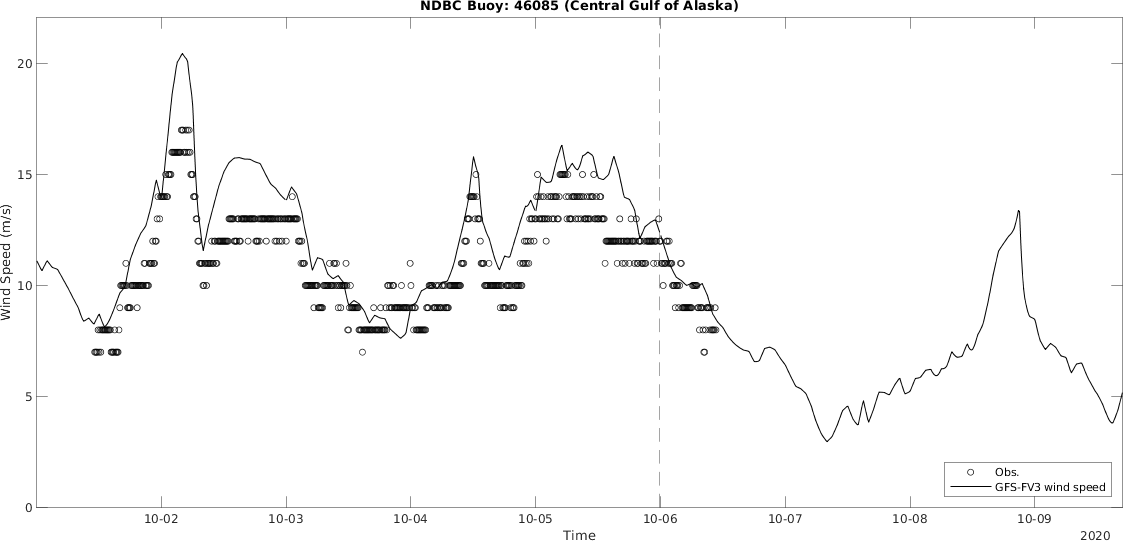 NDBC Buoy: 46085 (Central Gulf of Alaska)
Wind Speed (m/s)
20
15
10
5
0
10-02 10-03 10-04 10-05 10-06 10-07 10-08 10-09
Time
2020
Obs.
GFS-FV3 wind speed